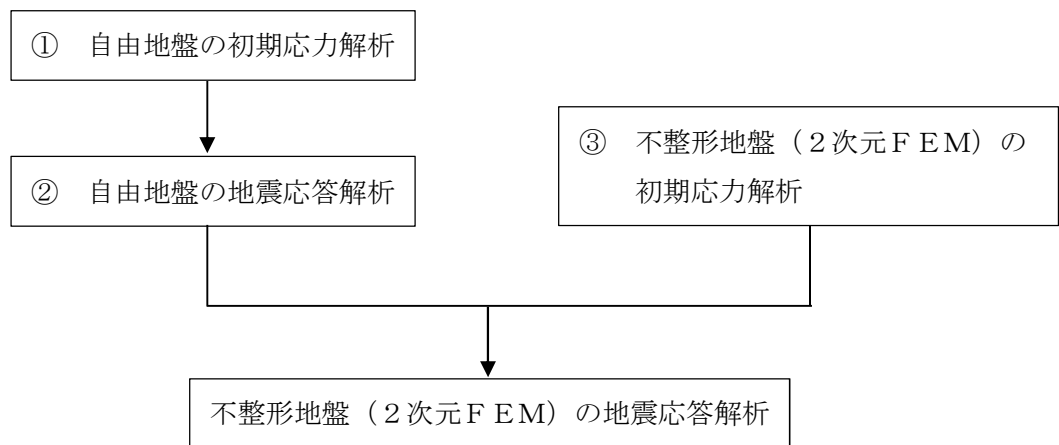 ① 自由地盤の初期応力解析
② 自由地盤の地震応答解析
③ 不整形地盤（２次元ＦＥＭ）の
初期応力解析
不整形地盤（２次元ＦＥＭ）の地震応答解析